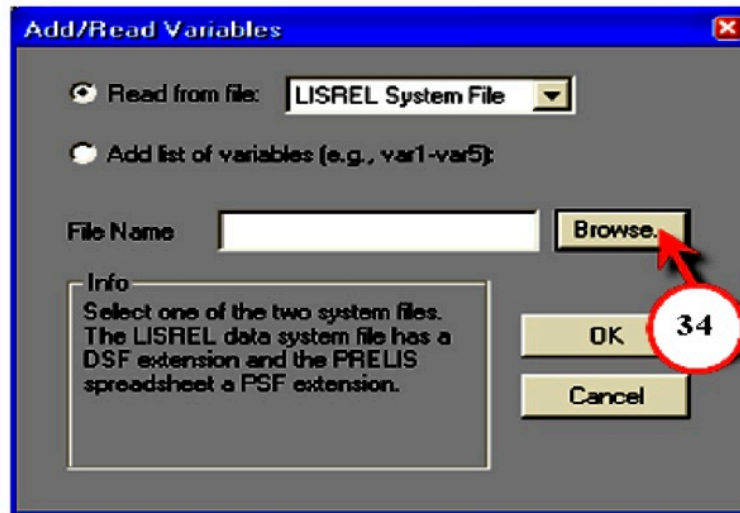 Add/Read Variables
Read from file: LISREL System File
Add list of variables (e.g., var1-var5):
File Name Browse...
Info
Select one of the two system files.
The LISREL data system file has a
DSF extension and the PRELIS
spreadsheet a PSF extension.
OK
34
Cancel